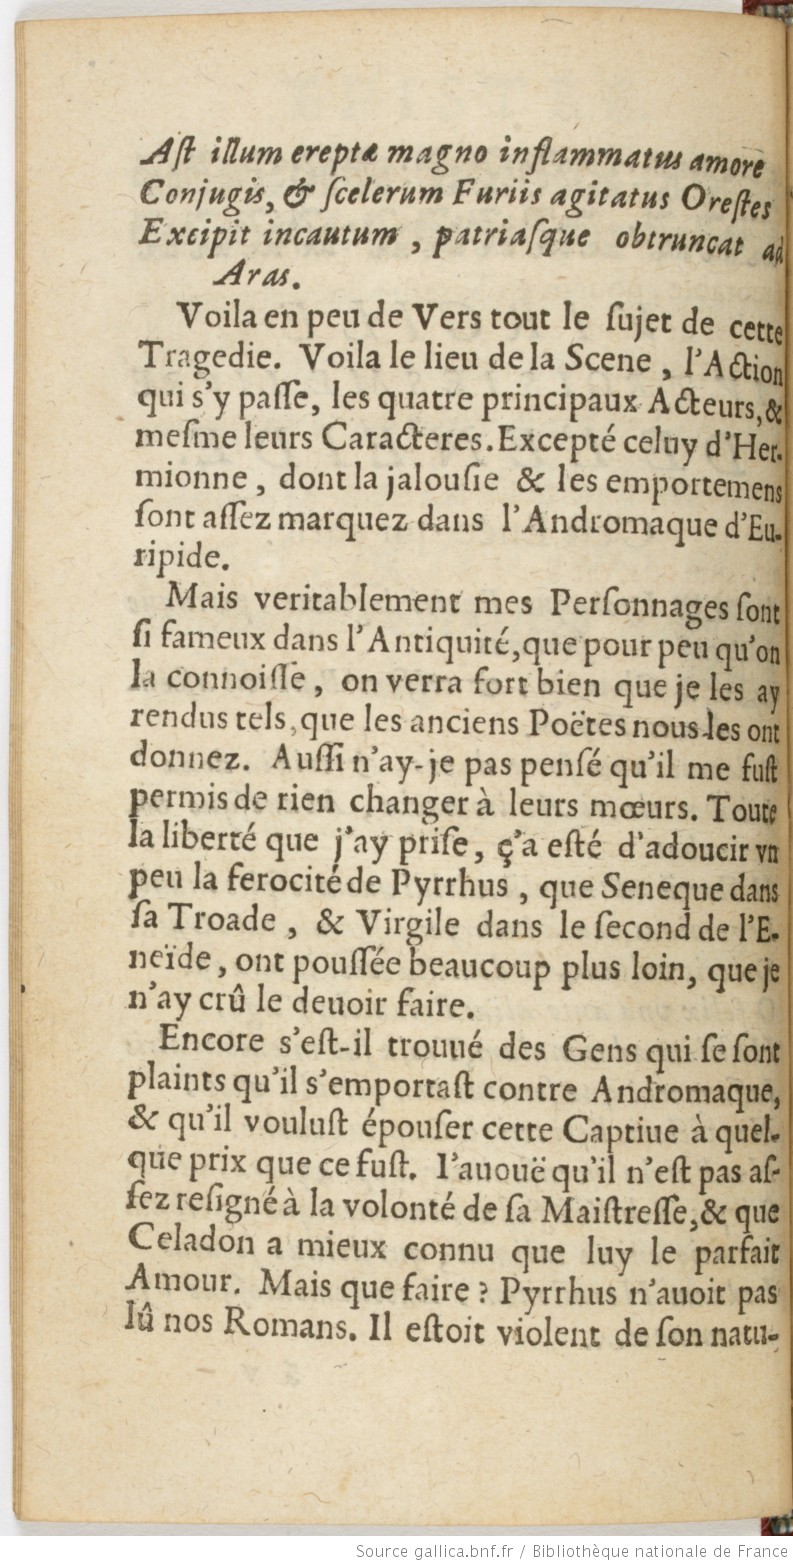 Aſt illum ereptæ magno inflammatus amore
Conjugis, & ſcelerum Furiis agitatus Oreſtes
Excipit incautum, patriaſque obtruncat ad
Aras.
Voila en peu de Vers tout le ſujet de cette
Tragedie. Voila le lieu de la Scene, l'Action
qui s'y paſſe, les quatre principaux Acteurs, &
meſme leurs Caracteres. Excepté celuy d'Her-
mionne, dont la jalouſie & les emportemens
ſont aſſez marquez dans l'Andromaque d'Eu-
ripide.
Mais veritablement mes Perſonnages ſont
ſi fameux dans l'Antiquité, que pour peu qu'on
la connoiſſe, on verra fort bien que je les ay
rendus tels, que les anciens Poëtes nous les ont
donnez. Auſſi n'ay-je pas penſé qu'il me fuſt
permis de rien changer à leurs mœurs. Toute
la liberté que j'ay priſe, ç'a eſté d'adoucir vn
peu la ferocité de Pyrrhus, que Seneque dans
ſa Troade, & Virgile dans le ſecond de l'E-
neïde, ont pouſſée beaucoup plus loin, que je
n'ay crû le deuoir faire.
Encore s'eſt-il trouué des Gens qui ſe ſont
plaints qu'il s'emportaſt contre Andromaque,
& qu'il vouluſt épouſer cette Captiue à quel-
que prix que ce fuſt. I'auouë qu'il n'eſt pas aſ-
ſez reſigné à la volonté de ſa Maiſtreſſe, & que
Celadon a mieux connu que luy le parfait
Amour. Mais que faire? Pyrrhus n'auoit pas
lû nos Romans. Il eſtoit violent de ſon natu-
Source gallica.bnf.fr / Bibliothèque nationale de France